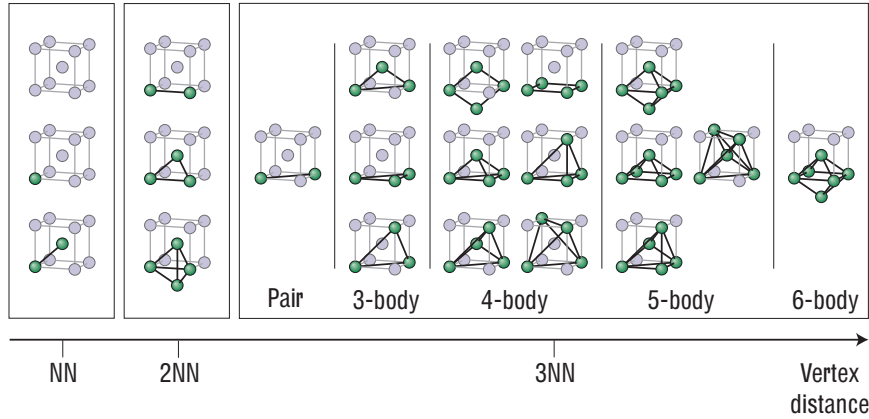 Pair
3-body
4-body
5-body
6-body
NN
2NN
3NN
Vertex
distance